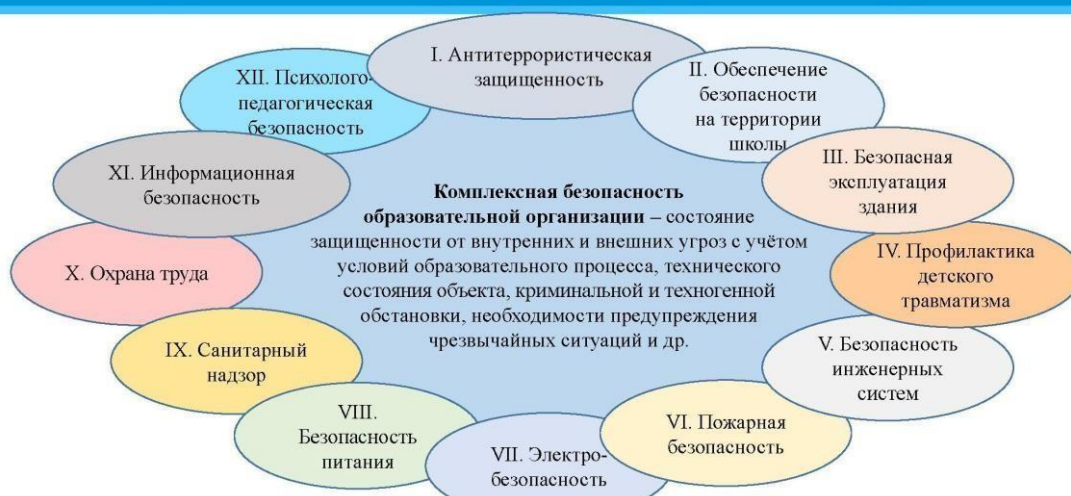 I. Антитеррористическая
защищенность
II. Обеспечение
безопасности
на территории
школы
III. Безопасная
эксплуатация
здания
IV. Профилактика
детского
травматизма
V. Безопасность
инженерных
систем
VI. Пожарная
безопасность
VII. Электро-
безопасность
VIII.
Безопасность
питания
IX. Санитарный
надзор
X. Охрана труда
XI. Информационная
безопасность
XII. Психолого-
педагогическая
безопасность
Комплексная безопасность
образовательной организации – состояние
защищенности от внутренних и внешних угроз с учётом
условий образовательного процесса, технического
состояния объекта, криминальной и техногенной
обстановки, необходимости предупреждения
чрезвычайных ситуаций и др.